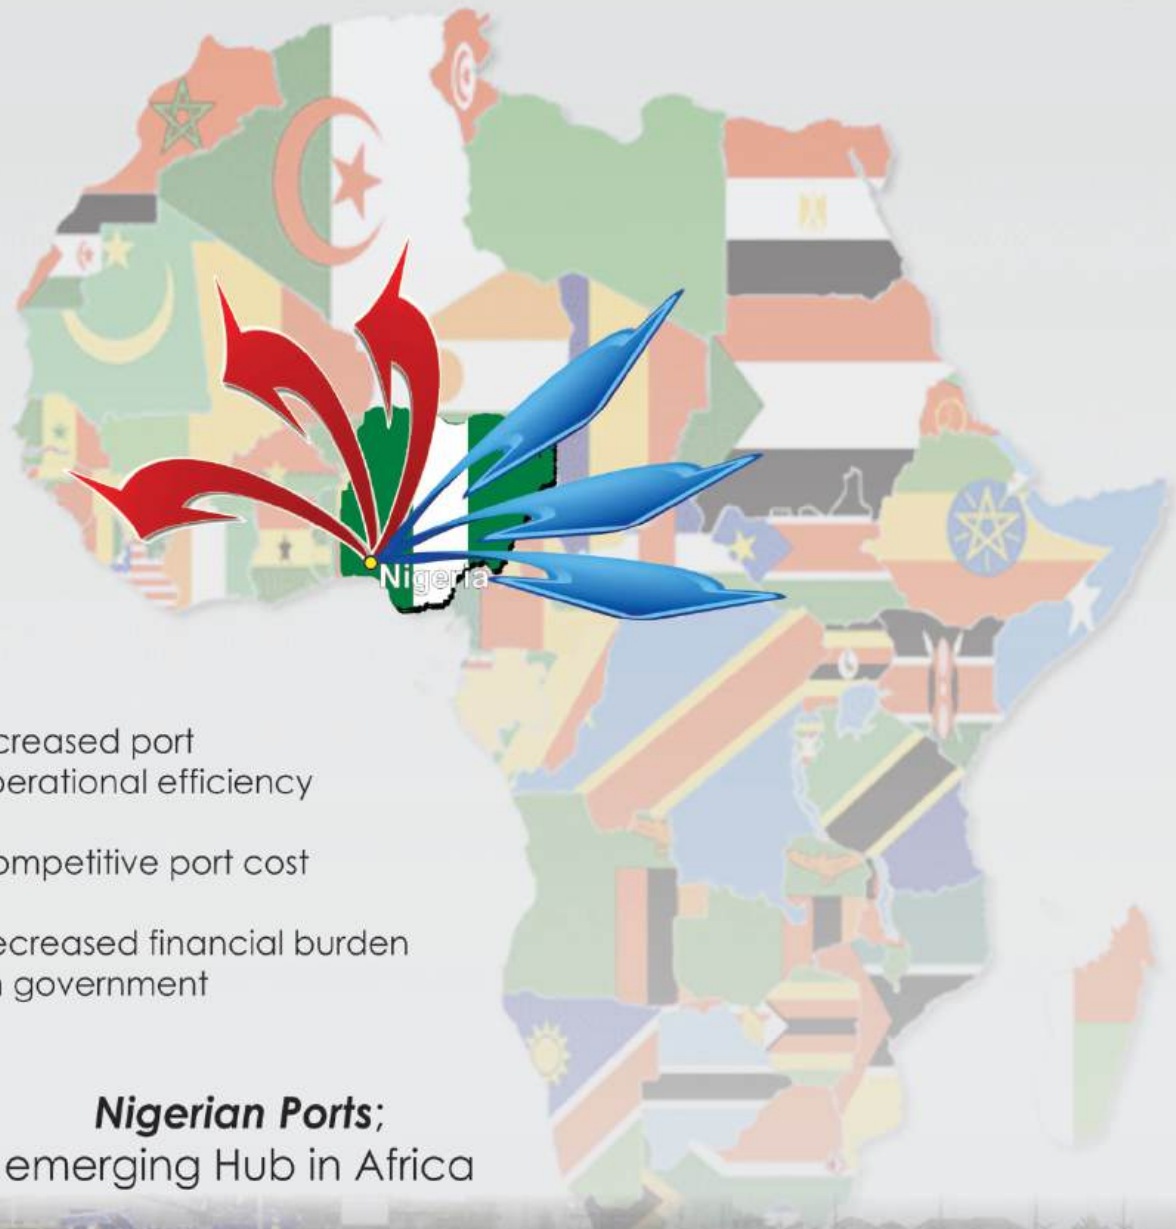 Nigeria
creased port
perational efficiency
ompetitive port cost
ecreased financial burden
n government
Nigerian Ports;
emerging Hub in Africa